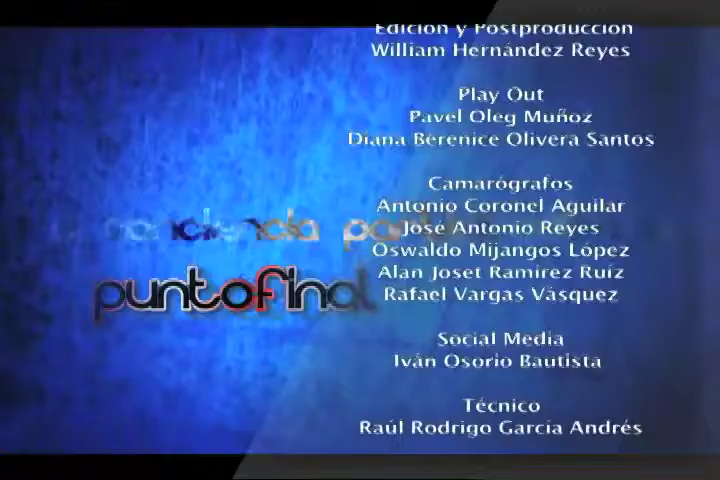 Edición y Postproducción
William Hernández Reyes
Play Out
Pavel Oleg Muñoz
Diana Berenice Olivera Santos
Camarógrafos
Antonio Coronel Aguilar
José Antonio Reyes
Oswaldo Mijangos López
Alan Joset Ramírez Ruíz
Rafael Vargas Vásquez
Social Media
Iván Osorio Bautista
Técnico
Raúl Rodrigo García Andrés
puntofinal